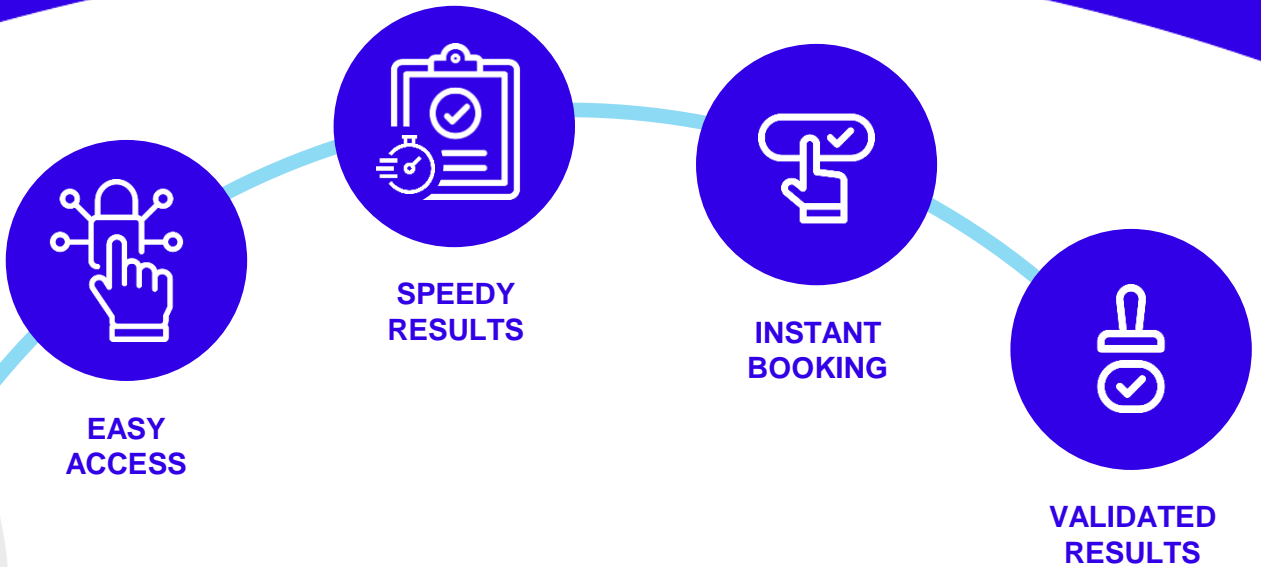 EASY
ACCESS
SPEEDY
RESULTS
INSTANT
BOOKING
VALIDATED
RESULTS